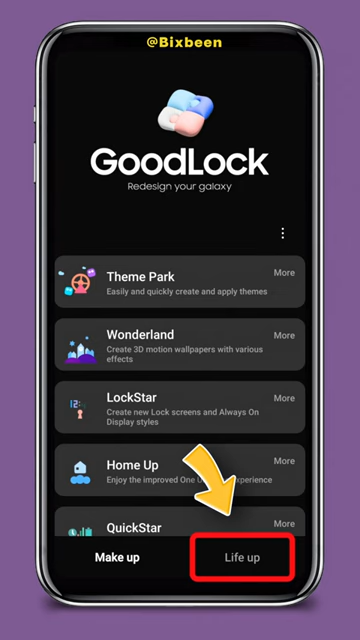 @Bixbeen
GoodLock
Redesign your galaxy
Theme Park
More
Easily and quickly create and apply themes
Wonderland
More
Create 3D motion wallpapers with various
effects
LockStar
More
Create new Lock screens and Always On
Display styles
Home Up
More
Enjoy the improved One experience
QuickStar
More
Make up
Life up